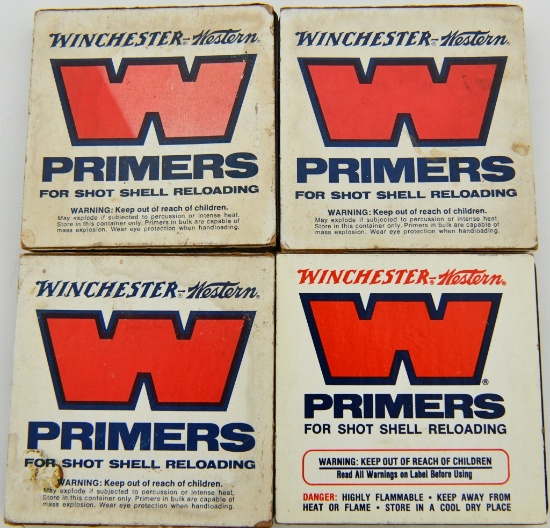 WINCHESTER-Western®
W
PRIMERS
FOR SHOT SHELL RELOADING
WARNING: Keep out of reach of children.
May explode if subjected to percussion or intense heat.
Store in this container only. Primers in bulk are capable of
mass explosion. Wear eye protection when handloading.
WINCHESTER-Western®
W
PRIMERS
FOR SHOT SHELL RELOADING
WARNING: Keep out of reach of children.
May explode if subjected to percussion or intense heat.
Store in this container only. Primers in bulk are capable of
mass explosion. Wear eye protection when handloading.
WINCHESTER-Western®
W
PRIMERS
FOR SHOT SHELL RELOADING
WARNING: Keep out of reach of children.
May explode if subjected to percussion or intense heat.
Store in this container only. Primers in bulk are capable of
mass explosion. Wear eye protection when handloading.
WINCHESTER®-Western®
W®
PRIMERS
FOR SHOT SHELL RELOADING
WARNING: KEEP OUT OF REACH OF CHILDREN
Read All Warnings on Label Before Using
DANGER: HIGHLY FLAMMABLE • KEEP AWAY FROM
HEAT OR FLAME • STORE IN A COOL DRY PLACE